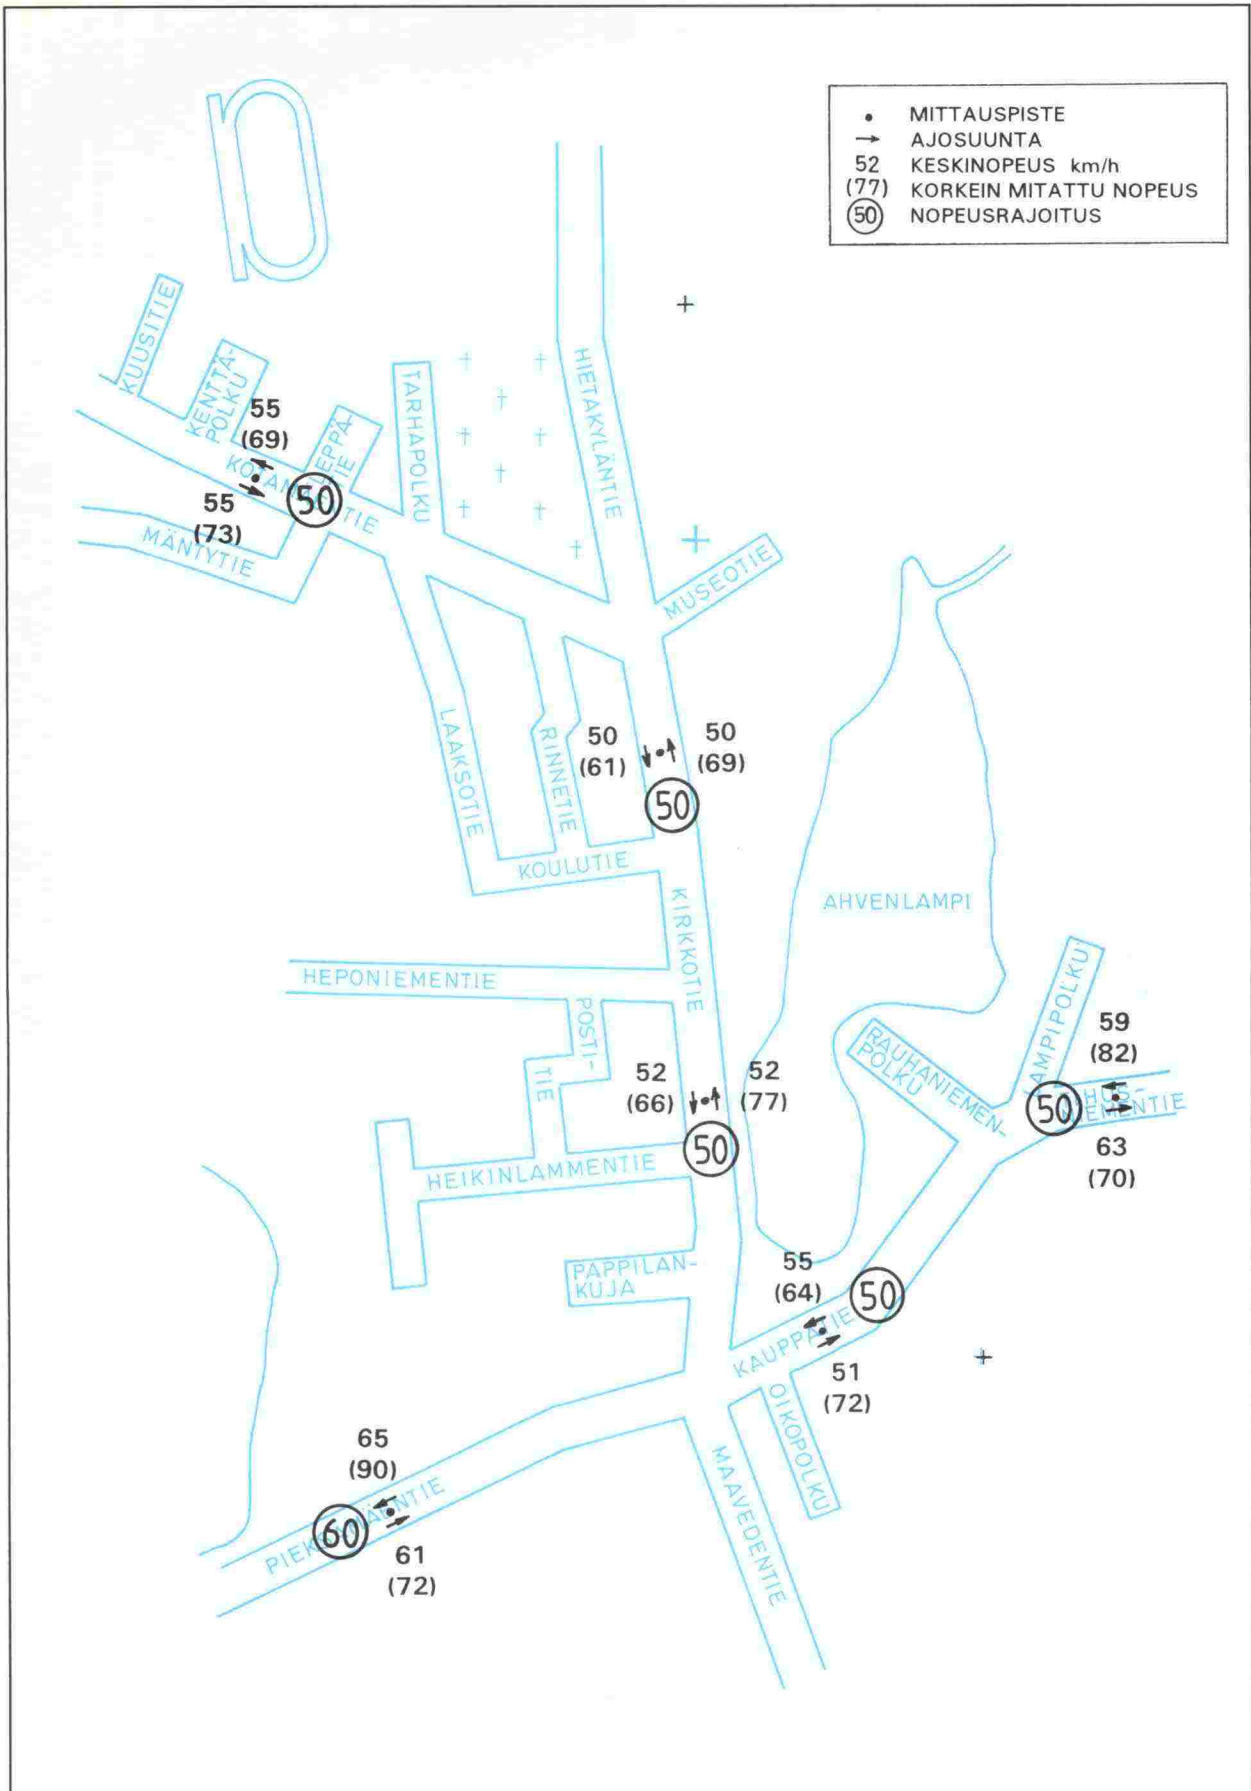 MITTAUSPISTE
AJOSUUNTA
52 KESKINOPEUS km/h
(77) KORKEIN MITATTU NOPEUS
50 NOPEUSRAJOITUS
KUUSITIE
KENTTÄ-
POLKU
55
(69)
TARHAPOLKU
HIETAKYLÄNTIE
50
55
(73)
MÄNTYTIE
MUSEOTIE
LAAKSOTIE
RINNETIE
50
(61)
50
(69)
50
KOULUTIE
KIRKKOTIE
AHVENLAMPI
HEPONIEMENTIE
POSTI-
TIE
52
(66)
52
(77)
50
HEIKINLAMMENTIE
RAUHANIEMEN-
POLKU
LAMPIPOLKU
59
(82)
50
63
(70)
PAPPILAN-
KUJA
55
(64)
50
KAUPPATIE
51
(72)
OIKOPOLKU
MAAVEDENTIE
65
(90)
60
61
(72)